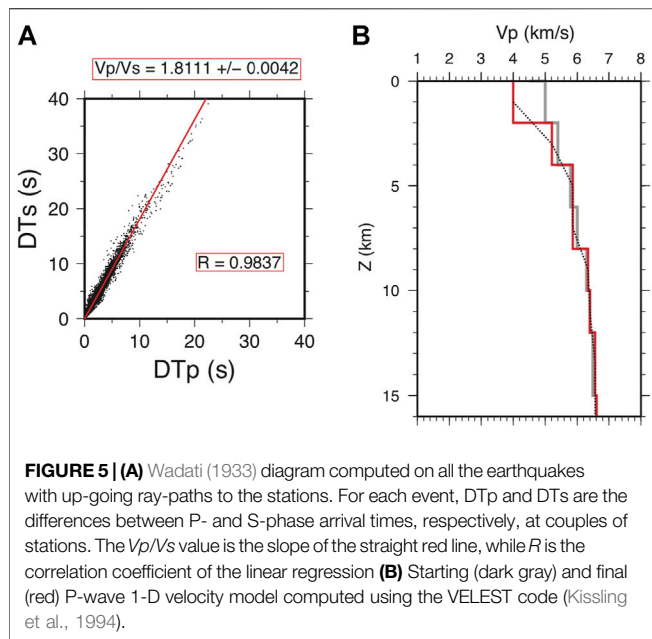 A
Vp/Vs = 1.8111 +/- 0.0042
40
30
20
10
0
DTs (s)
R = 0.9837
0 10 20 30 40
DTp (s)
B
Vp (km/s)
1 2 3 4 5 6 7 8
0
5
10
15
Z (km)
FIGURE 5 | (A) Wadati (1933) diagram computed on all the earthquakes
with up-going ray-paths to the stations. For each event, DTp and DTs are the
differences between P- and S-phase arrival times, respectively, at couples of
stations. The Vp/Vs value is the slope of the straight red line, while R is the
correlation coefficient of the linear regression (B) Starting (dark gray) and final
(red) P-wave 1-D velocity model computed using the VELEST code (Kissling
et al., 1994).